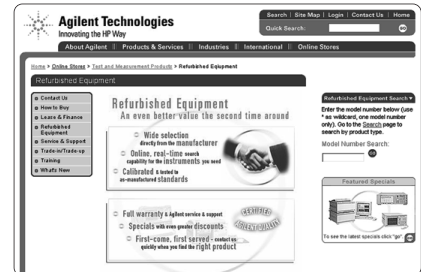 Agilent Technologies
Innovating the HP Way
Search | Site Map | Login | Contact Us | Home
Quick Search:
GO
About Agilent || Products & Services || Industries || International || Online Stores
Home > Online Stores > Test and Measurement Products > Refurbished Equipment
Refurbished Equipment
Contact Us
How to Buy
Lease & Finance
Refurbished
Equipment
Service & Support
Trade-in/Trade-up
Training
Whats New
Refurbished Equipment
An even better value the second time around
Wide selection
directly from the manufacturer
Online, real-time search
capability for the instruments you need
Calibrated & tested to
as-manufactured standards
Full warranty & Agilent service & support
Specials with even greater discounts
First-come, first served - contact us
quickly when you find the right product
CERTIFIED
AGILENT QUALITY
Refurbished Equipment Search
Enter the model number below (use
* as wildcard, one model number
only). Go to the Search page to
search by product type.
Model Number Search:
GO
Featured Specials
To see the latest specials click "go".